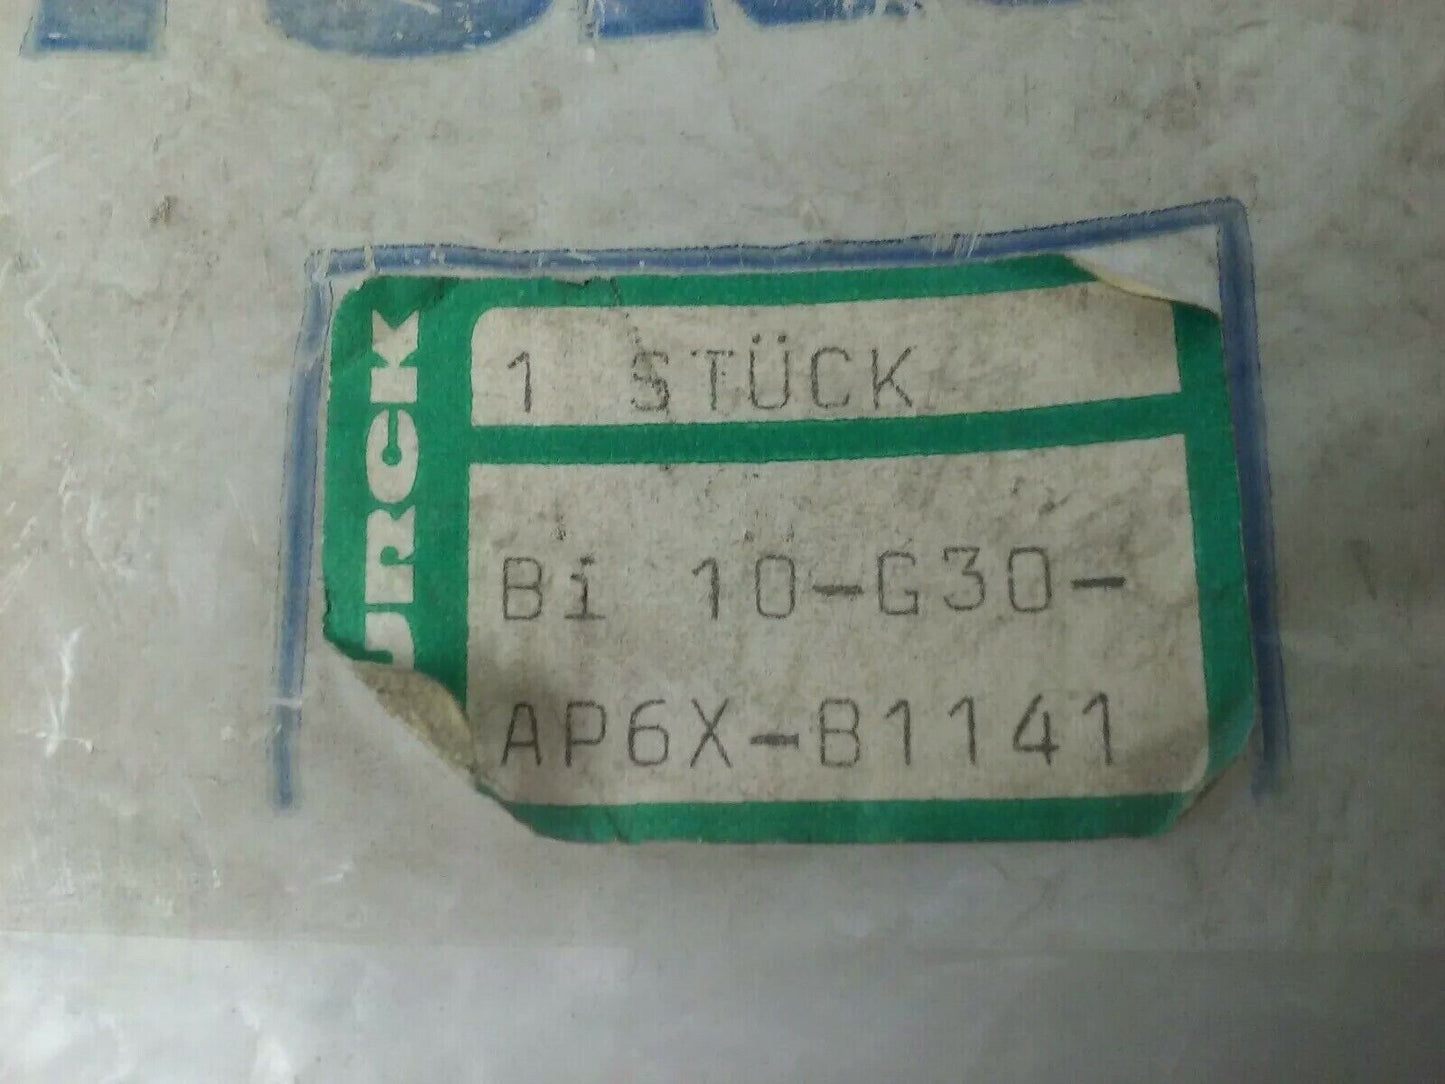 URCK
1 STÜCK
Bi 10-G30-
AP6X-B1141